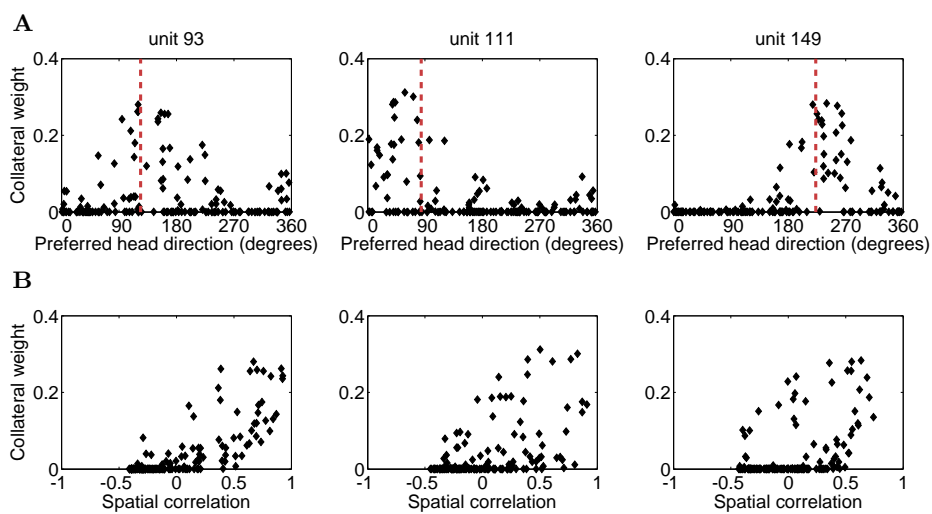 A
unit 93 unit 111 unit 149
0.4 0.4 0.4
Collateral weight
0.2 0.2 0.2
0 0 0
0 90 180 270 360 0 90 180 270 360 0 90 180 270 360
Preferred head direction (degrees) Preferred head direction (degrees) Preferred head direction (degrees)
B
0.4 0.4 0.4
Collateral weight
0.2 0.2 0.2
0 0 0
-1 -0.5 0 0.5 1 -1 -0.5 0 0.5 1 -1 -0.5 0 0.5 1
Spatial correlation Spatial correlation Spatial correlation